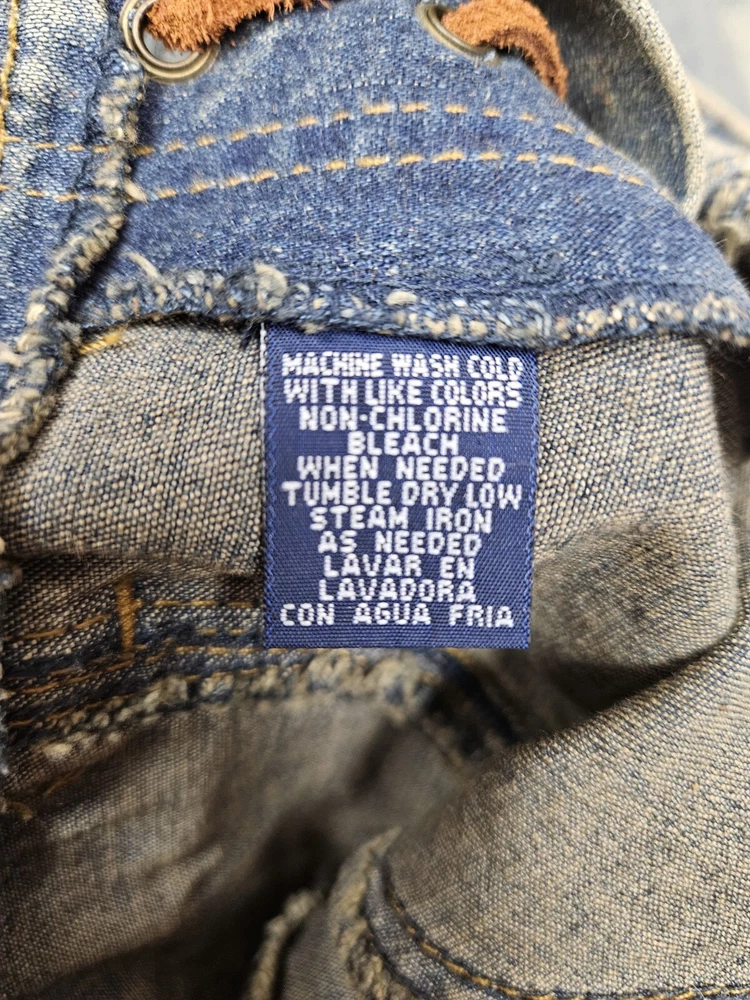 MACHINE WASH COLD
WITH LIKE COLORS
NON-CHLORINE
BLEACH
WHEN NEEDED
TUMBLE DRY LOW
STEAM IRON
AS NEEDED
LAVAR EN
LAVADORA
CON AGUA FRIA